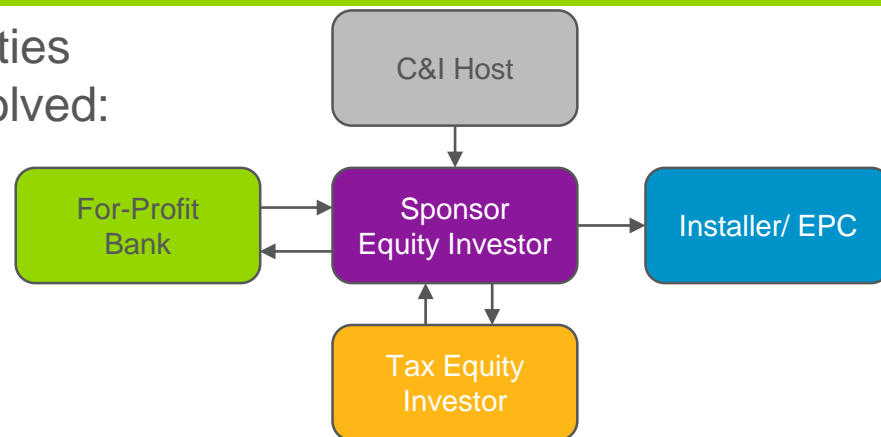 ties
olved:
C&I Host
For-Profit
Bank
Sponsor
Equity Investor
Installer/ EPC
Tax Equity
Investor